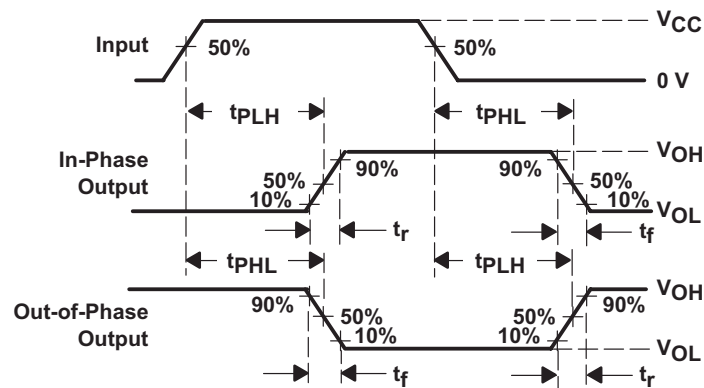 VCC
Input
50%
50%
0 V
tPLH
tPHL
In-Phase
Output
VOH
90%
90%
50%
50%
10%
10%
VOL
tr
tf
tPHL
tPLH
Out-of-Phase
Output
VOH
90%
90%
50%
50%
10%
10%
VOL
tf
tr